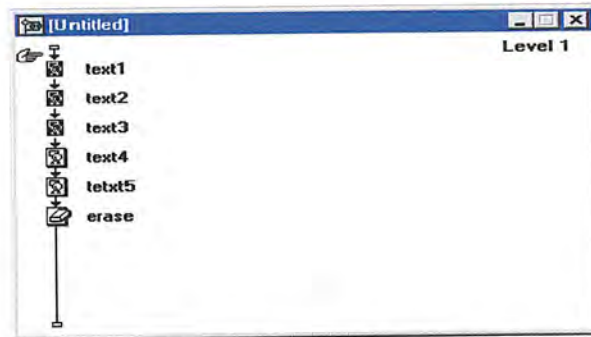 [Untitled]
Level 1
text1
text2
text3
text4
tetxt5
erase